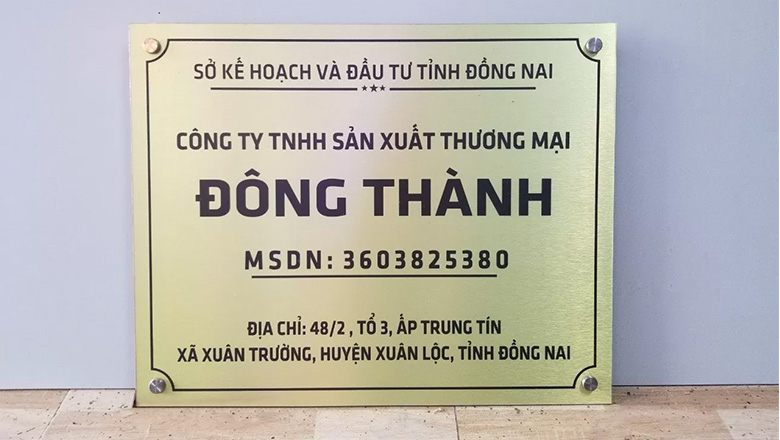 SỞ KẾ HOẠCH VÀ ĐẦU TƯ TỈNH ĐỒNG NAI
CÔNG TY TNHH SẢN XUẤT THƯƠNG MẠI
ĐÔNG THÀNH
MSDN: 3603825380
ĐỊA CHỈ: 48/2 , TỔ 3, ẤP TRUNG TÍN
XÃ XUÂN TRƯỜNG, HUYỆN XUÂN LỘC, TỈNH ĐỒNG NAI